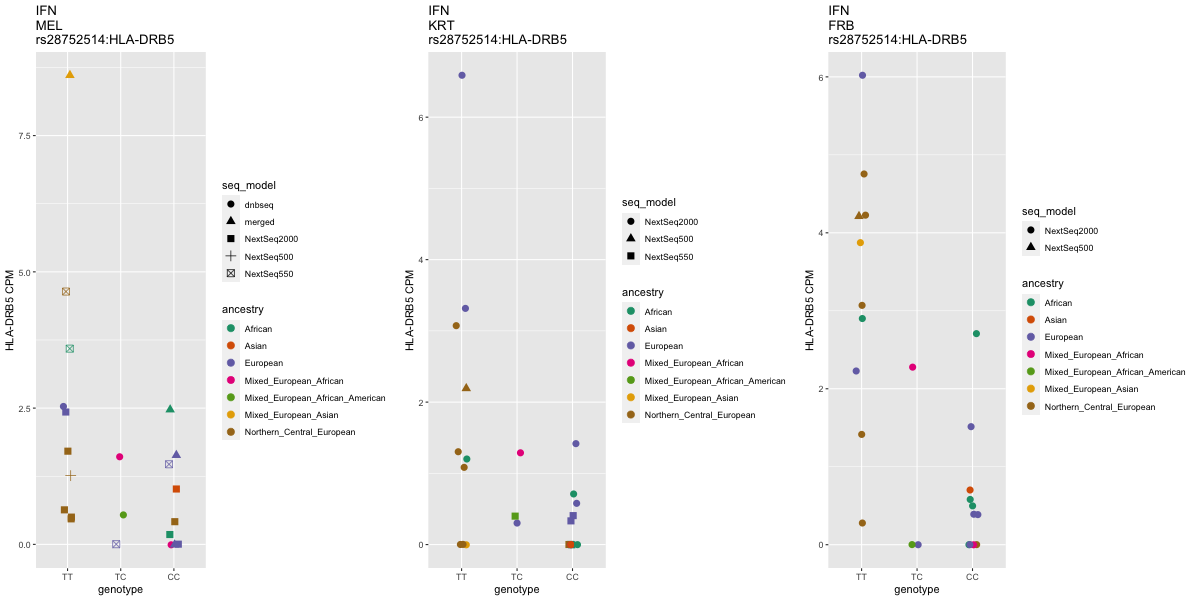 IFN
MEL
rs28752514:HLA-DRB5
HLA-DRB5 CPM
7.5
5.0
2.5
0.0
TT
TC
CC
genotype
seq_model
dnbseq
merged
NextSeq2000
NextSeq500
NextSeq550
ancestry
African
Asian
European
Mixed_European_African
Mixed_European_African_American
Mixed_European_Asian
Northern_Central_European
IFN
KRT
rs28752514:HLA-DRB5
HLA-DRB5 CPM
6
4
2
0
TT
TC
CC
genotype
seq_model
NextSeq2000
NextSeq500
NextSeq550
ancestry
African
Asian
European
Mixed_European_African
Mixed_European_African_American
Mixed_European_Asian
Northern_Central_European
IFN
FRB
rs28752514:HLA-DRB5
HLA-DRB5 CPM
6
4
2
0
TT
TC
CC
genotype
seq_model
NextSeq2000
NextSeq500
ancestry
African
Asian
European
Mixed_European_African
Mixed_European_African_American
Mixed_European_Asian
Northern_Central_European